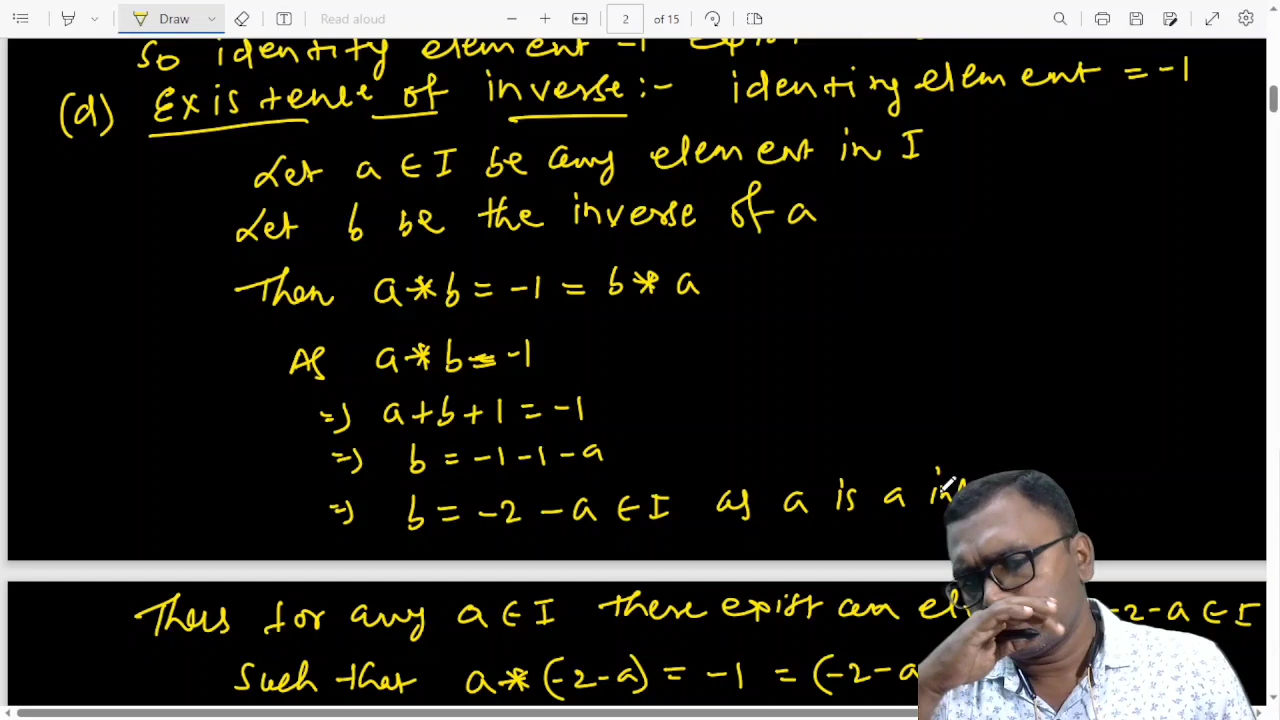 Draw
Read aloud
2 of 15
So identity element -1
(d) Existence of inverse :- identity element = -1
Let a ∈ I be any element in I
Let b be the inverse of a
Then a * b = -1 = b * a
As a * b = -1
=) a + b + 1 = -1
=) b = -1 - 1 - a
=) b = -2 - a ∈ I as a is a
Thus for any a ∈ I there exist an -2 - a ∈ I
Such that a * (-2 - a) = -1 = (-2 - a